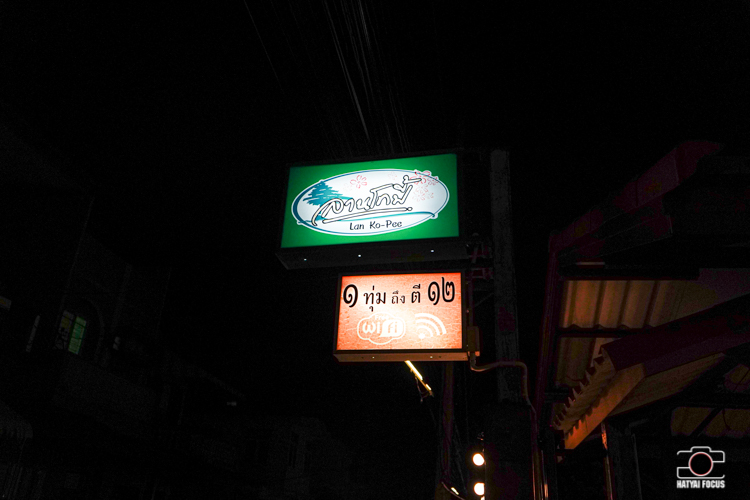 ลานโกปี๊
Lan Ko-Pee
๑ ทุ่ม ถึง ตี ๑๒
wifi
HATYAI FOCUS